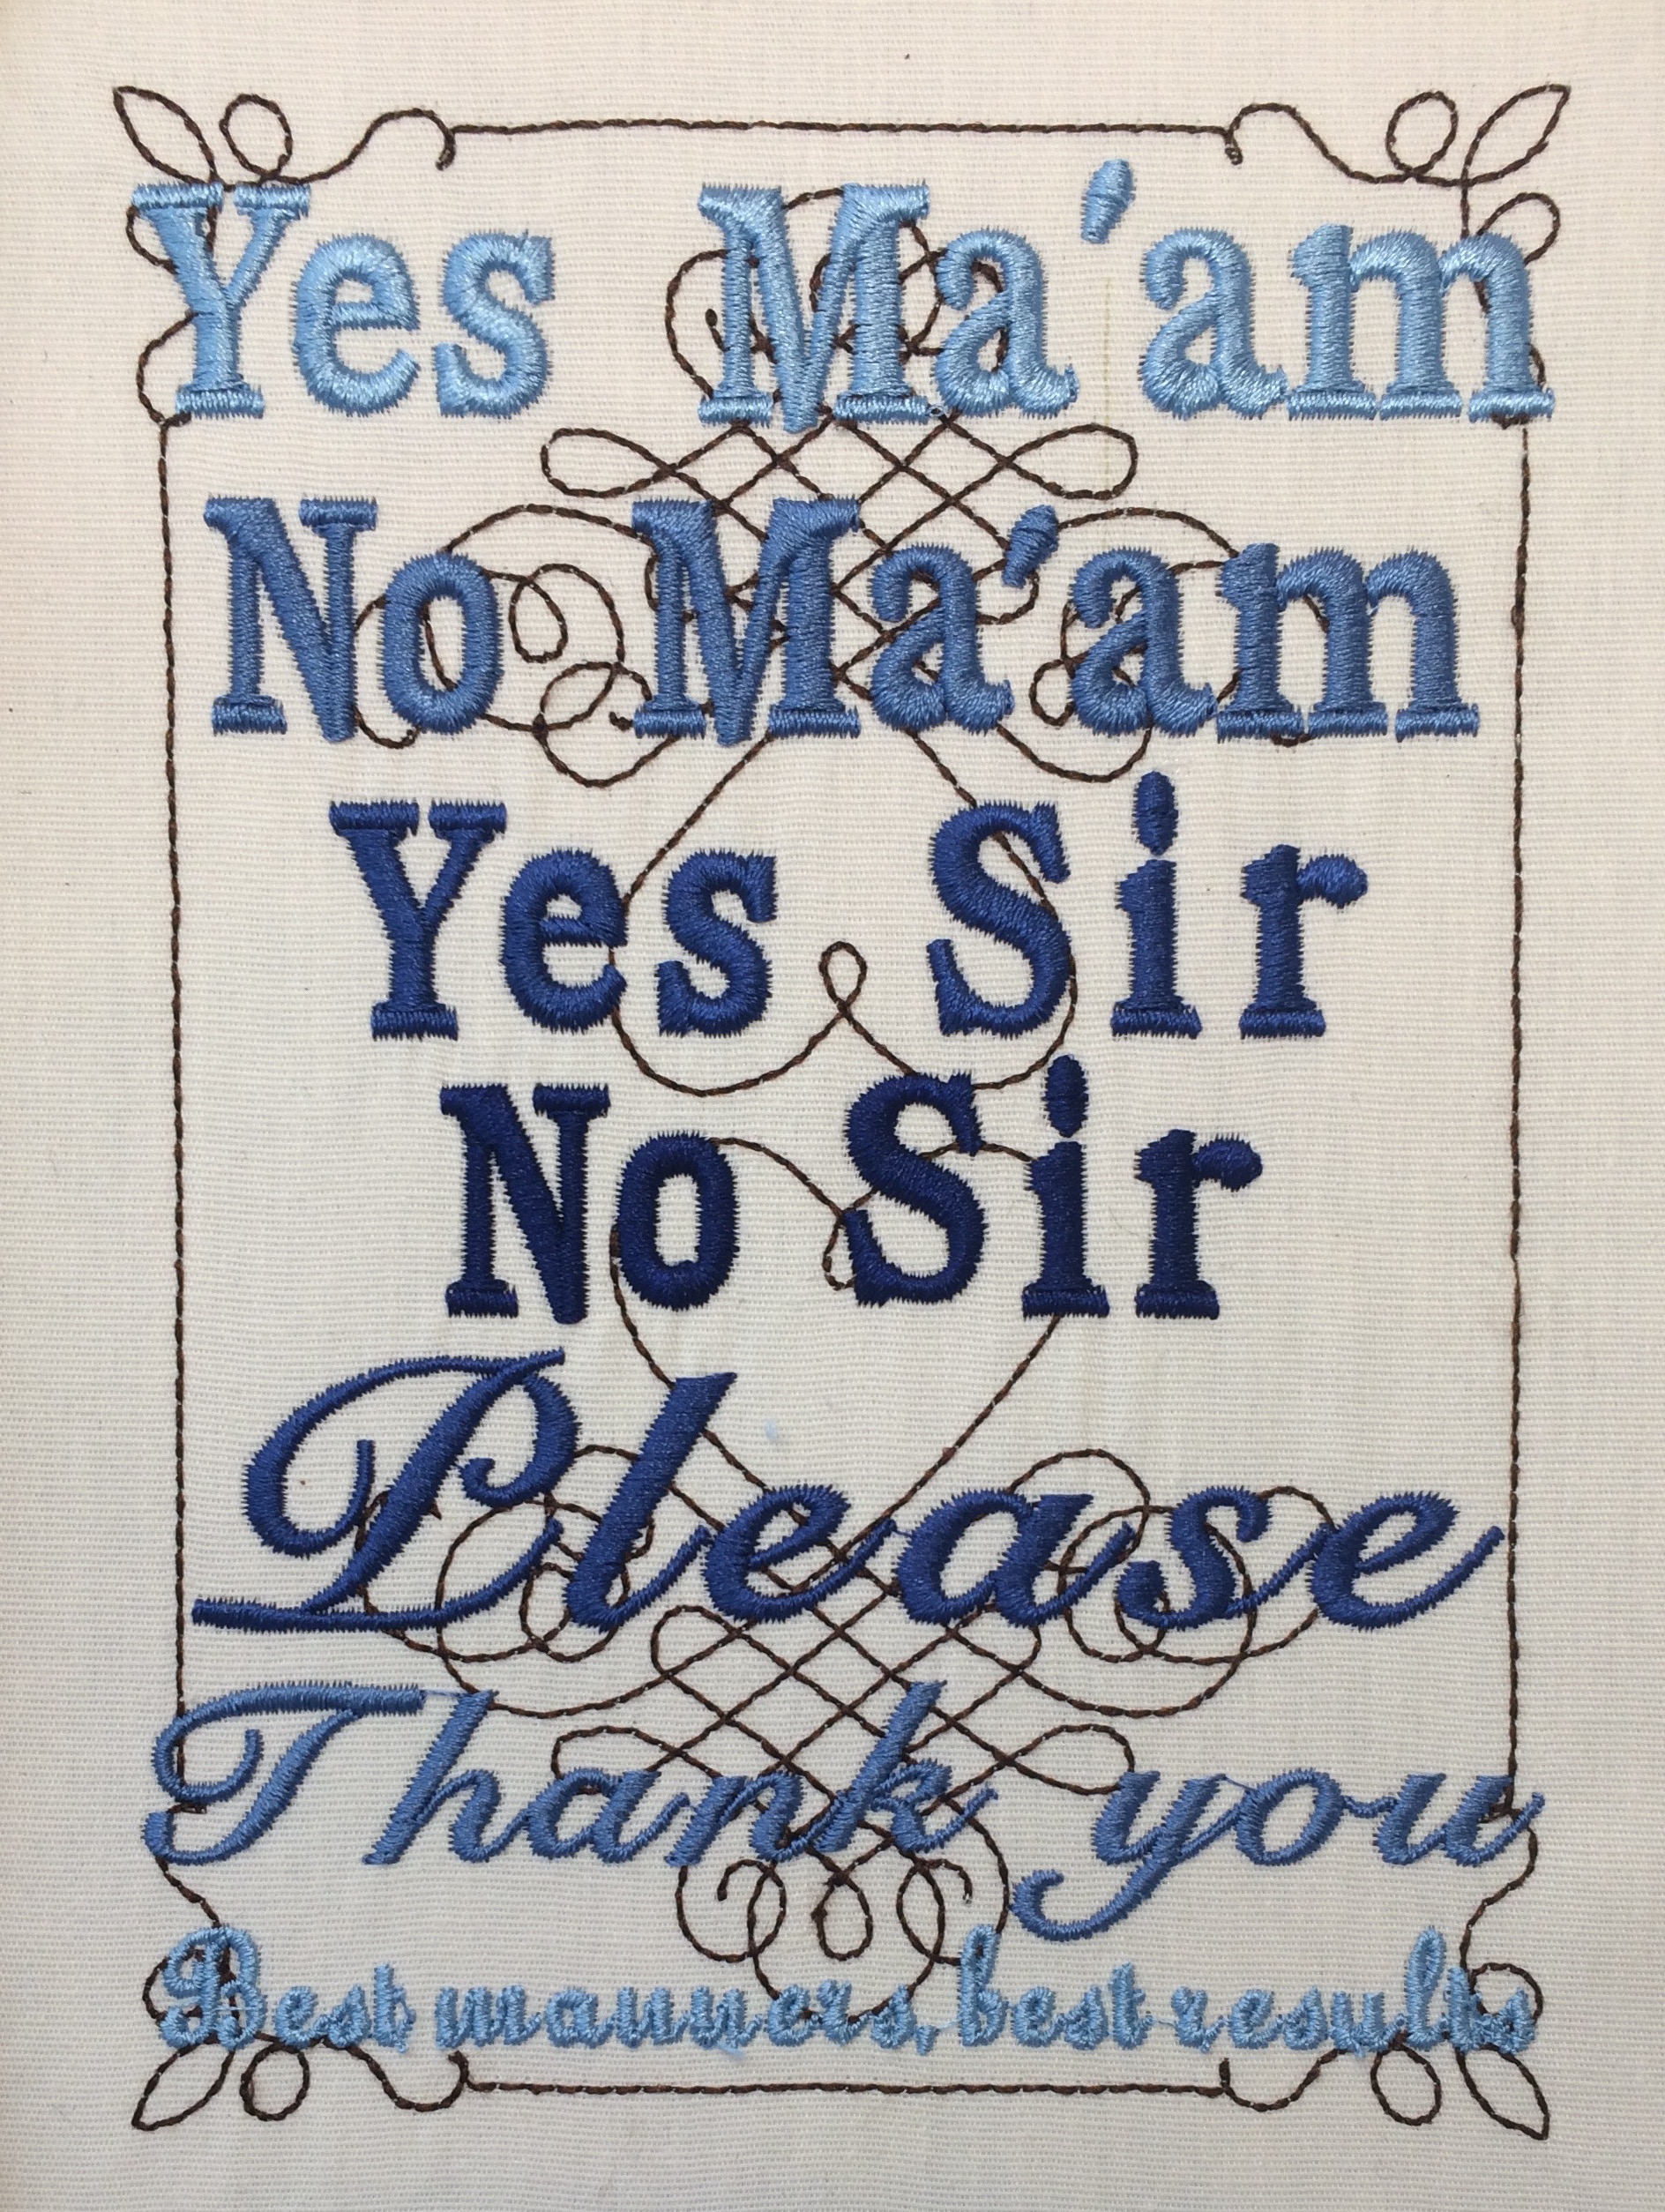 Yes Ma'am
No Ma'am
Yes Sir
No Sir
Please
Thank you
Best manners, best results